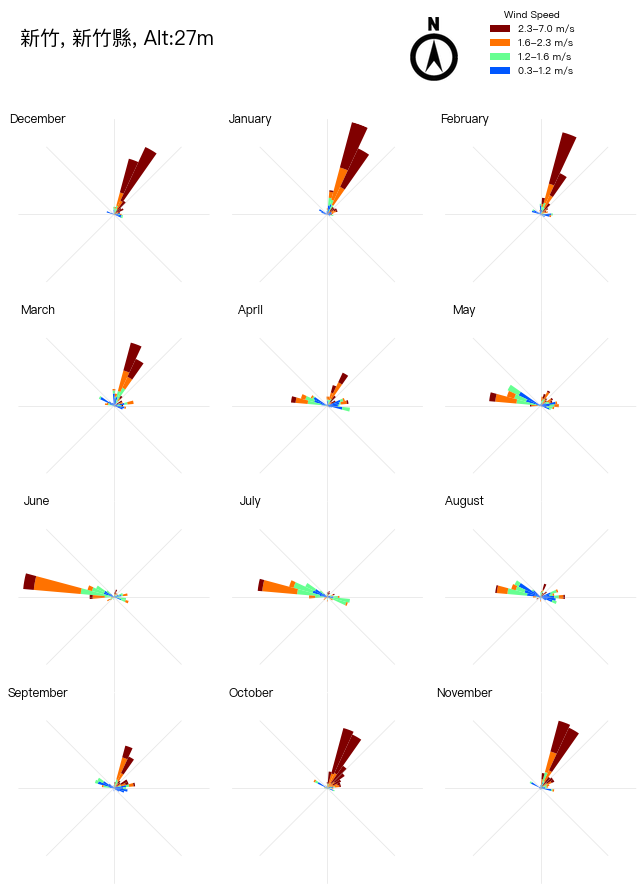 新竹, 新竹縣, Alt:27m
N
Wind Speed
2.3–7.0 m/s
1.6–2.3 m/s
1.2–1.6 m/s
0.3–1.2 m/s
December
January
February
March
April
May
June
July
August
September
October
November